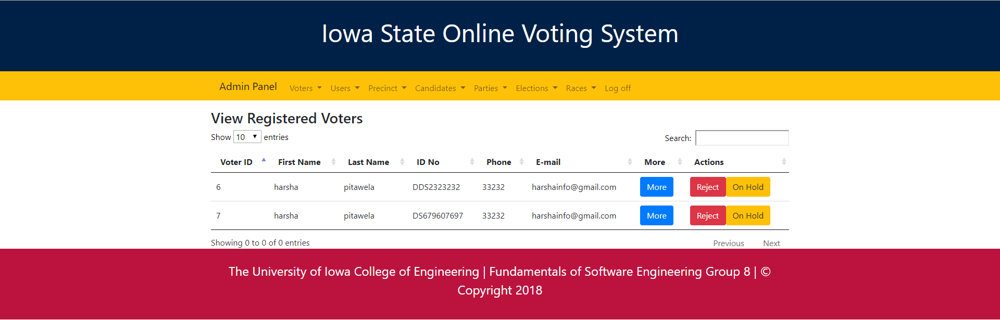 Iowa State Online Voting System
Admin Panel Voters Users Precinct Candidates Parties Elections Races Log off
View Registered Voters
Show 10 entries Search:
Voter ID First Name Last Name ID No Phone E-mail More Actions
6 harsha pitawela DDS2323232 33232 harshainfo@gmail.com More Reject On Hold
7 harsha pitawela DS679607697 33232 harshainfo@gmail.com More Reject On Hold
Showing 0 to 0 of 0 entries Previous Next
The University of Iowa College of Engineering | Fundamentals of Software Engineering Group 8 | ©
Copyright 2018